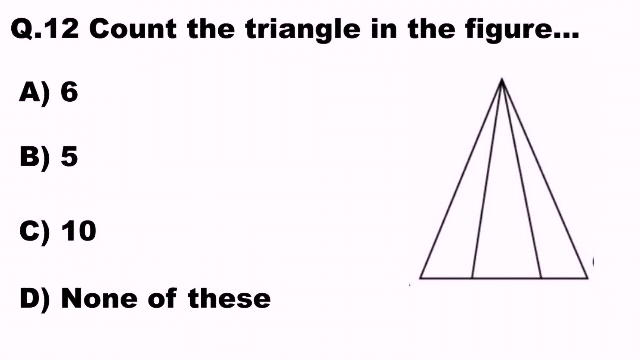 Q.12 Count the triangle in the figure...
A) 6
B) 5
C) 10
D) None of these